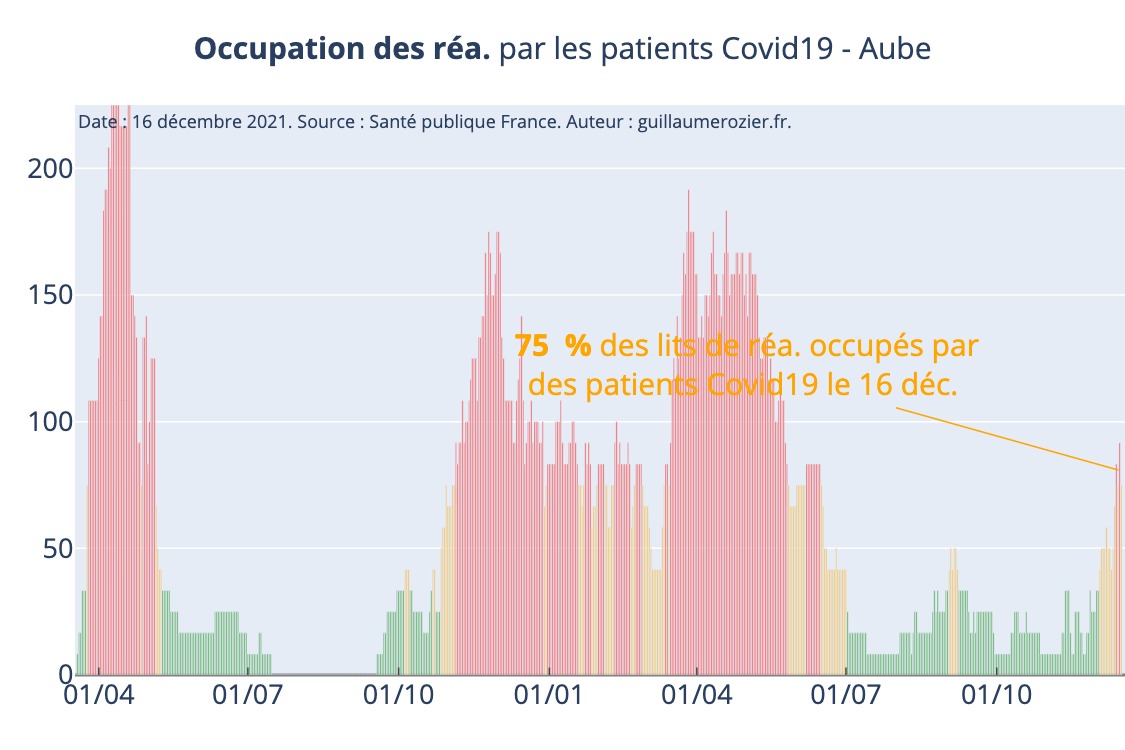 Occupation des réa. par les patients Covid19 - Aube
Date : 16 décembre 2021. Source : Santé publique France. Auteur : guillaumerozier.fr.
200
150
75 % des lits de réa. occupés par
des patients Covid19 le 16 déc.
100
50
0
01/04 01/07 01/10 01/01 01/04 01/07 01/10